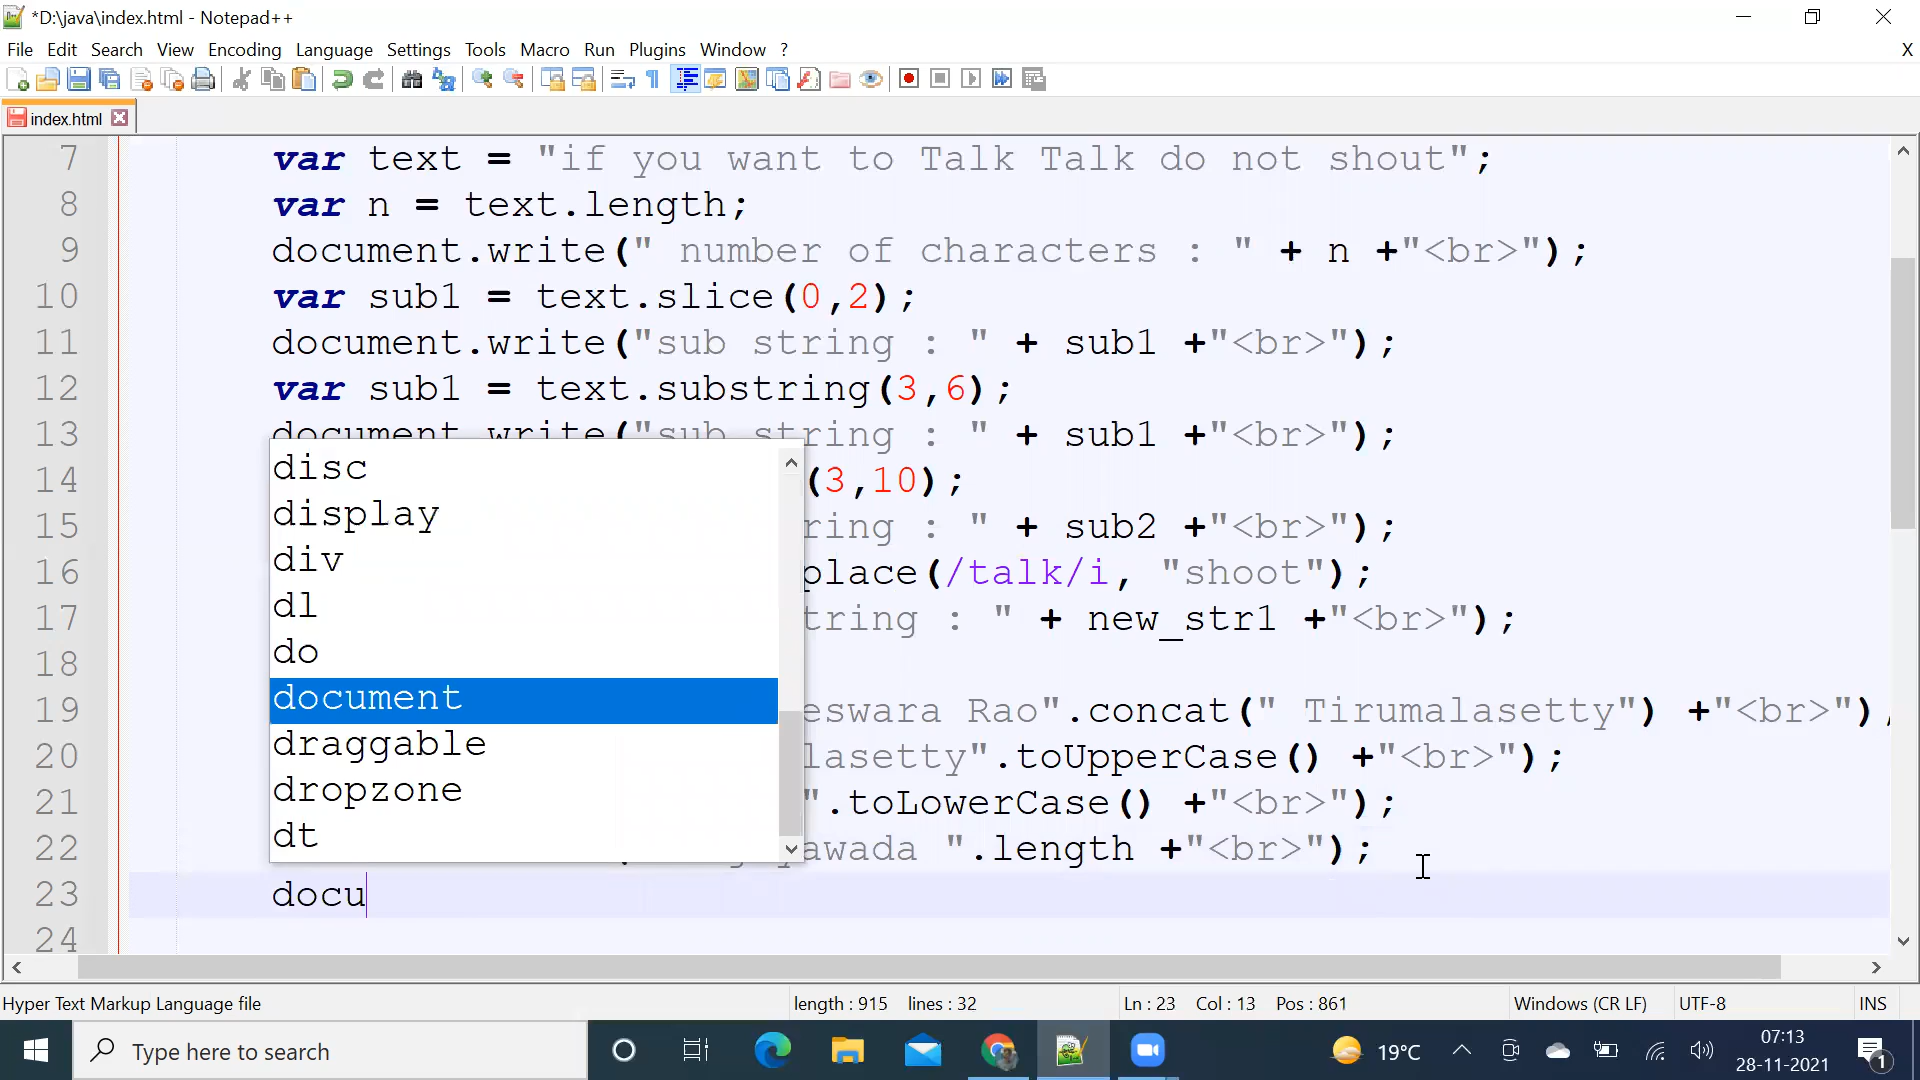 *D:\java\index.html - Notepad++
File Edit Search View Encoding Language Settings Tools Macro Run Plugins Window ? X
index.html
7 var text = "if you want to Talk Talk do not shout";
8 var n = text.length;
9 document.write(" number of characters : " + n +"<br>");
10 var sub1 = text.slice(0,2);
11 document.write("sub string : " + sub1 +"<br>");
12 var sub1 = text.substring(3,6);
13 document.write("sub string : " + sub1 +"<br>");
14 (3,10);
15 ring : " + sub2 +"<br>");
16 place(/talk/i, "shoot");
17 tring : " + new_str1 +"<br>");
18
19 eswara Rao".concat(" Tirumalasetty") +"<br>")
20 lasetty".toUpperCase() +"<br>");
21 ".toLowerCase() +"<br>");
22 yawada ".length +"<br>");
23 docu
24
disc
display
div
dl
do
document
draggable
dropzone
dt
Hyper Text Markup Language file length : 915 lines : 32 Ln : 23 Col : 13 Pos : 861 Windows (CR LF) UTF-8 INS
Type here to search
19°C
07:13
28-11-2021
1